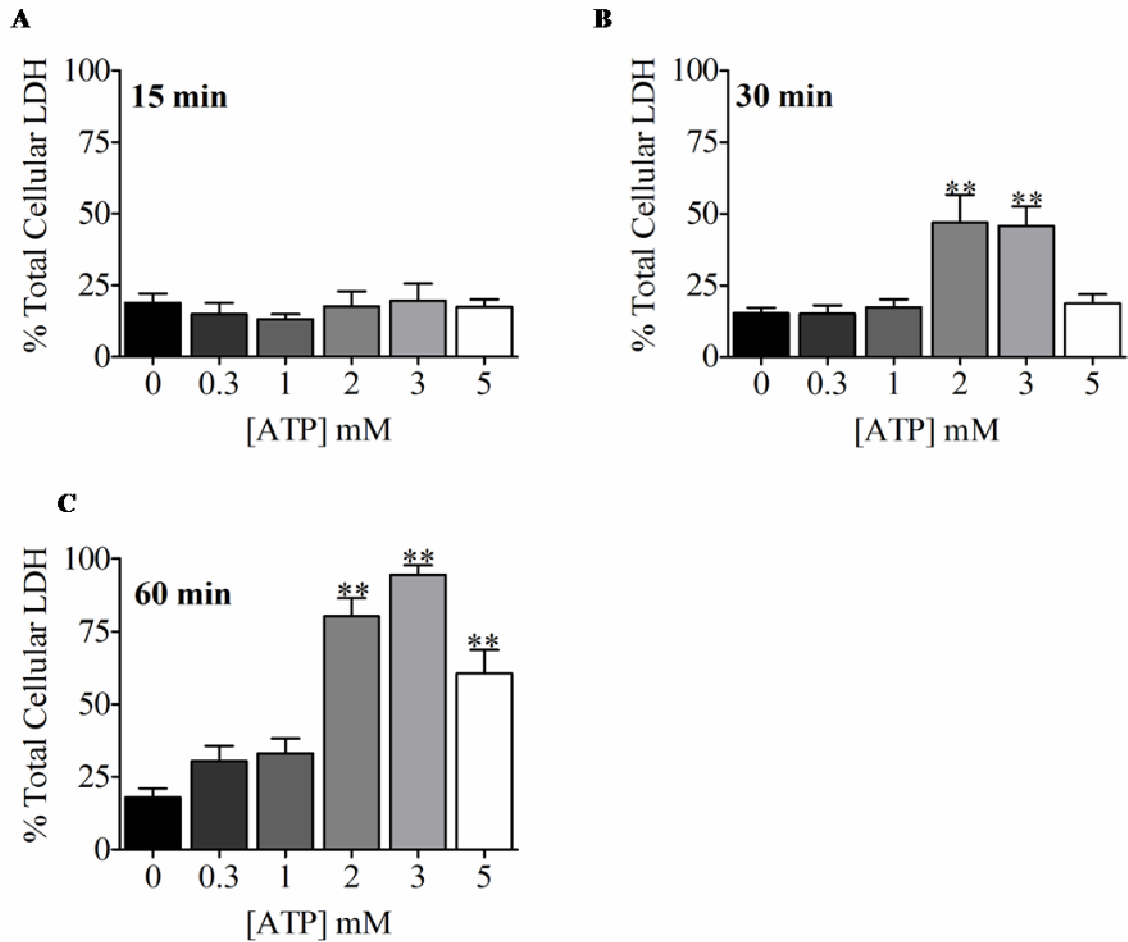 A
% Total Cellular LDH
100
75
50
25
0
15 min
0 0.3 1 2 3 5
[ATP] mM
B
% Total Cellular LDH
100
75
50
25
0
30 min
** **
0 0.3 1 2 3 5
[ATP] mM
C
% Total Cellular LDH
100
75
50
25
0
60 min
** ** **
0 0.3 1 2 3 5
[ATP] mM